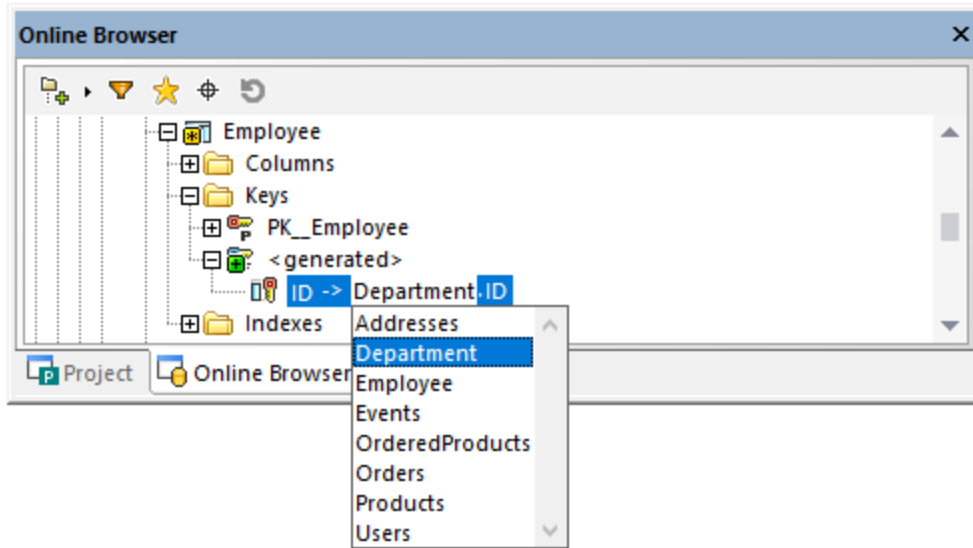 Online Browser
Employee
Columns
Keys
PK__Employee
<generated>
ID -> Department.ID
Indexes
Addresses
Department
Employee
Events
OrderedProducts
Orders
Products
Users
Project
Online Browser